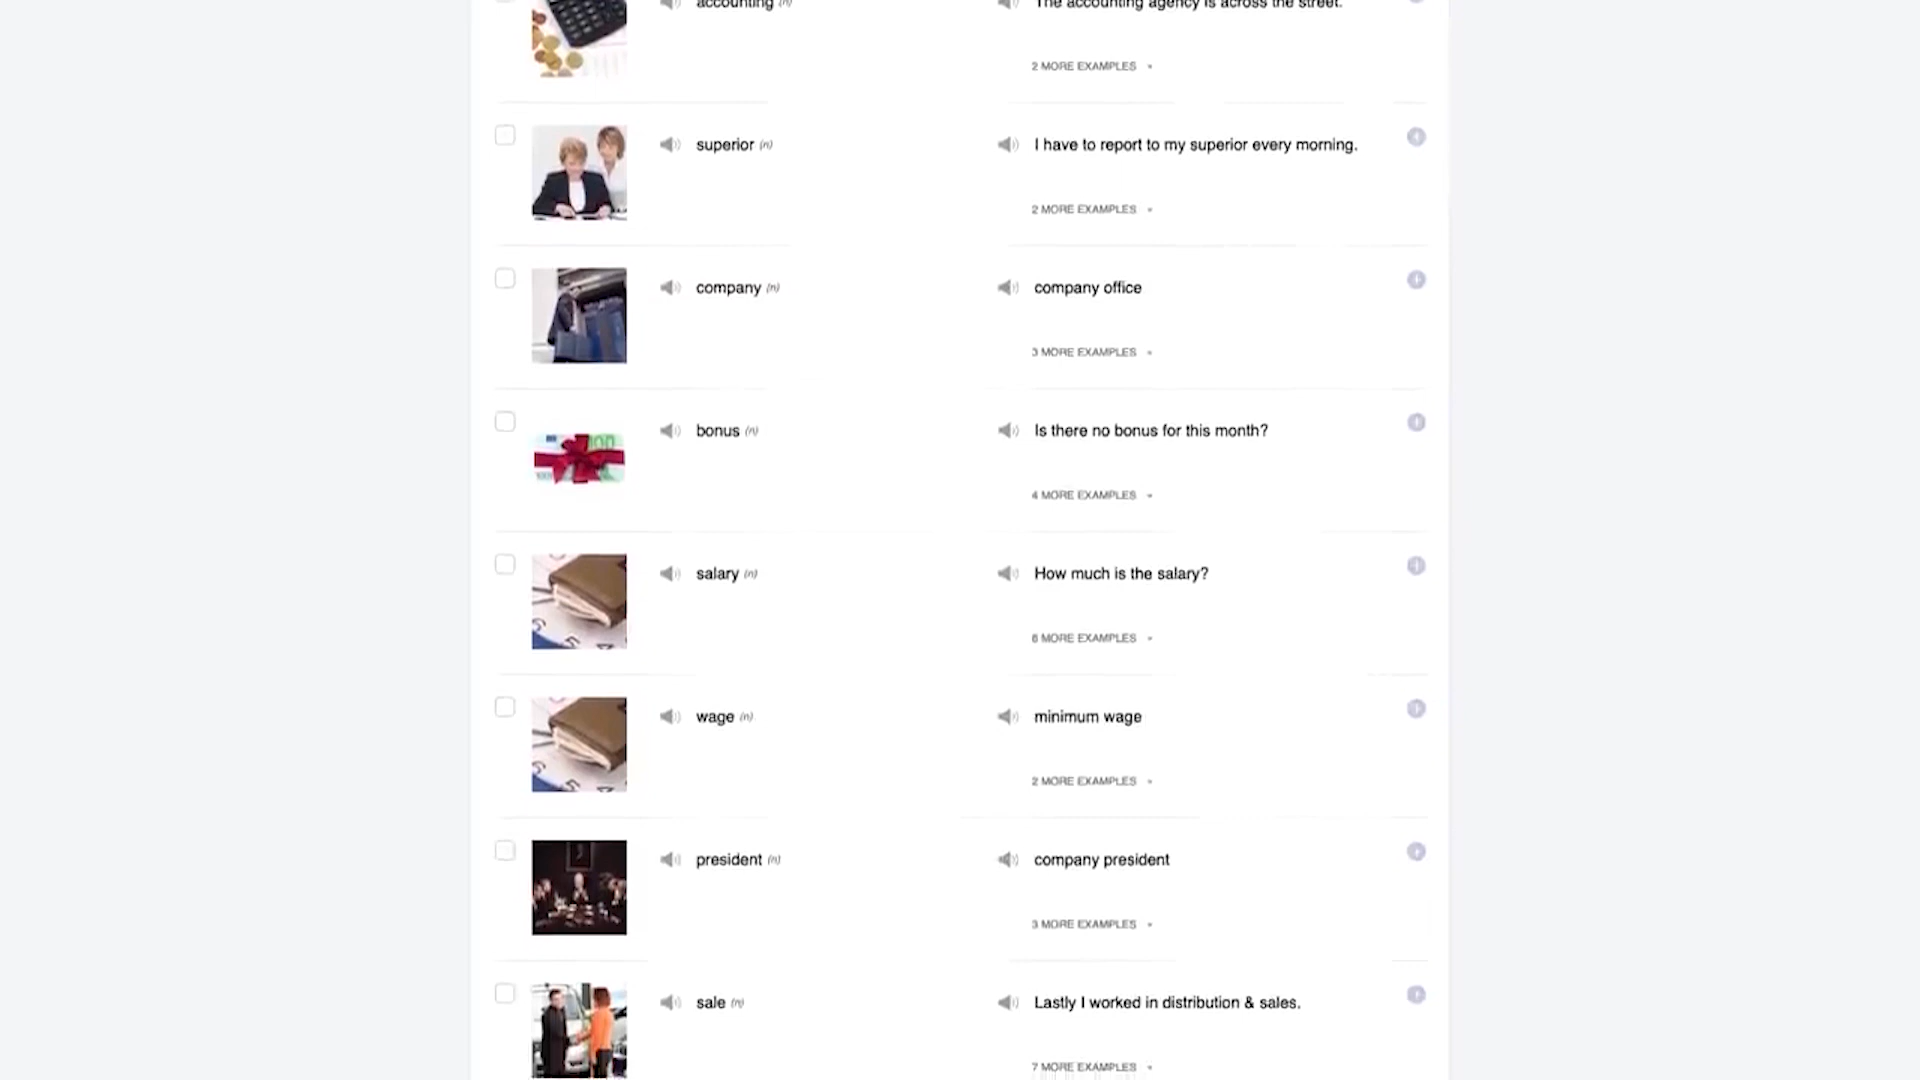 accounting (n) The accounting agency is across the street.
2 MORE EXAMPLES
superior (n) I have to report to my superior every morning.
2 MORE EXAMPLES
company (n) company office
3 MORE EXAMPLES
bonus (n) Is there no bonus for this month?
100
4 MORE EXAMPLES
salary (n) How much is the salary?
6 MORE EXAMPLES
wage (n) minimum wage
2 MORE EXAMPLES
president (n) company president
3 MORE EXAMPLES
sale (n) Lastly I worked in distribution & sales.
7 MORE EXAMPLES